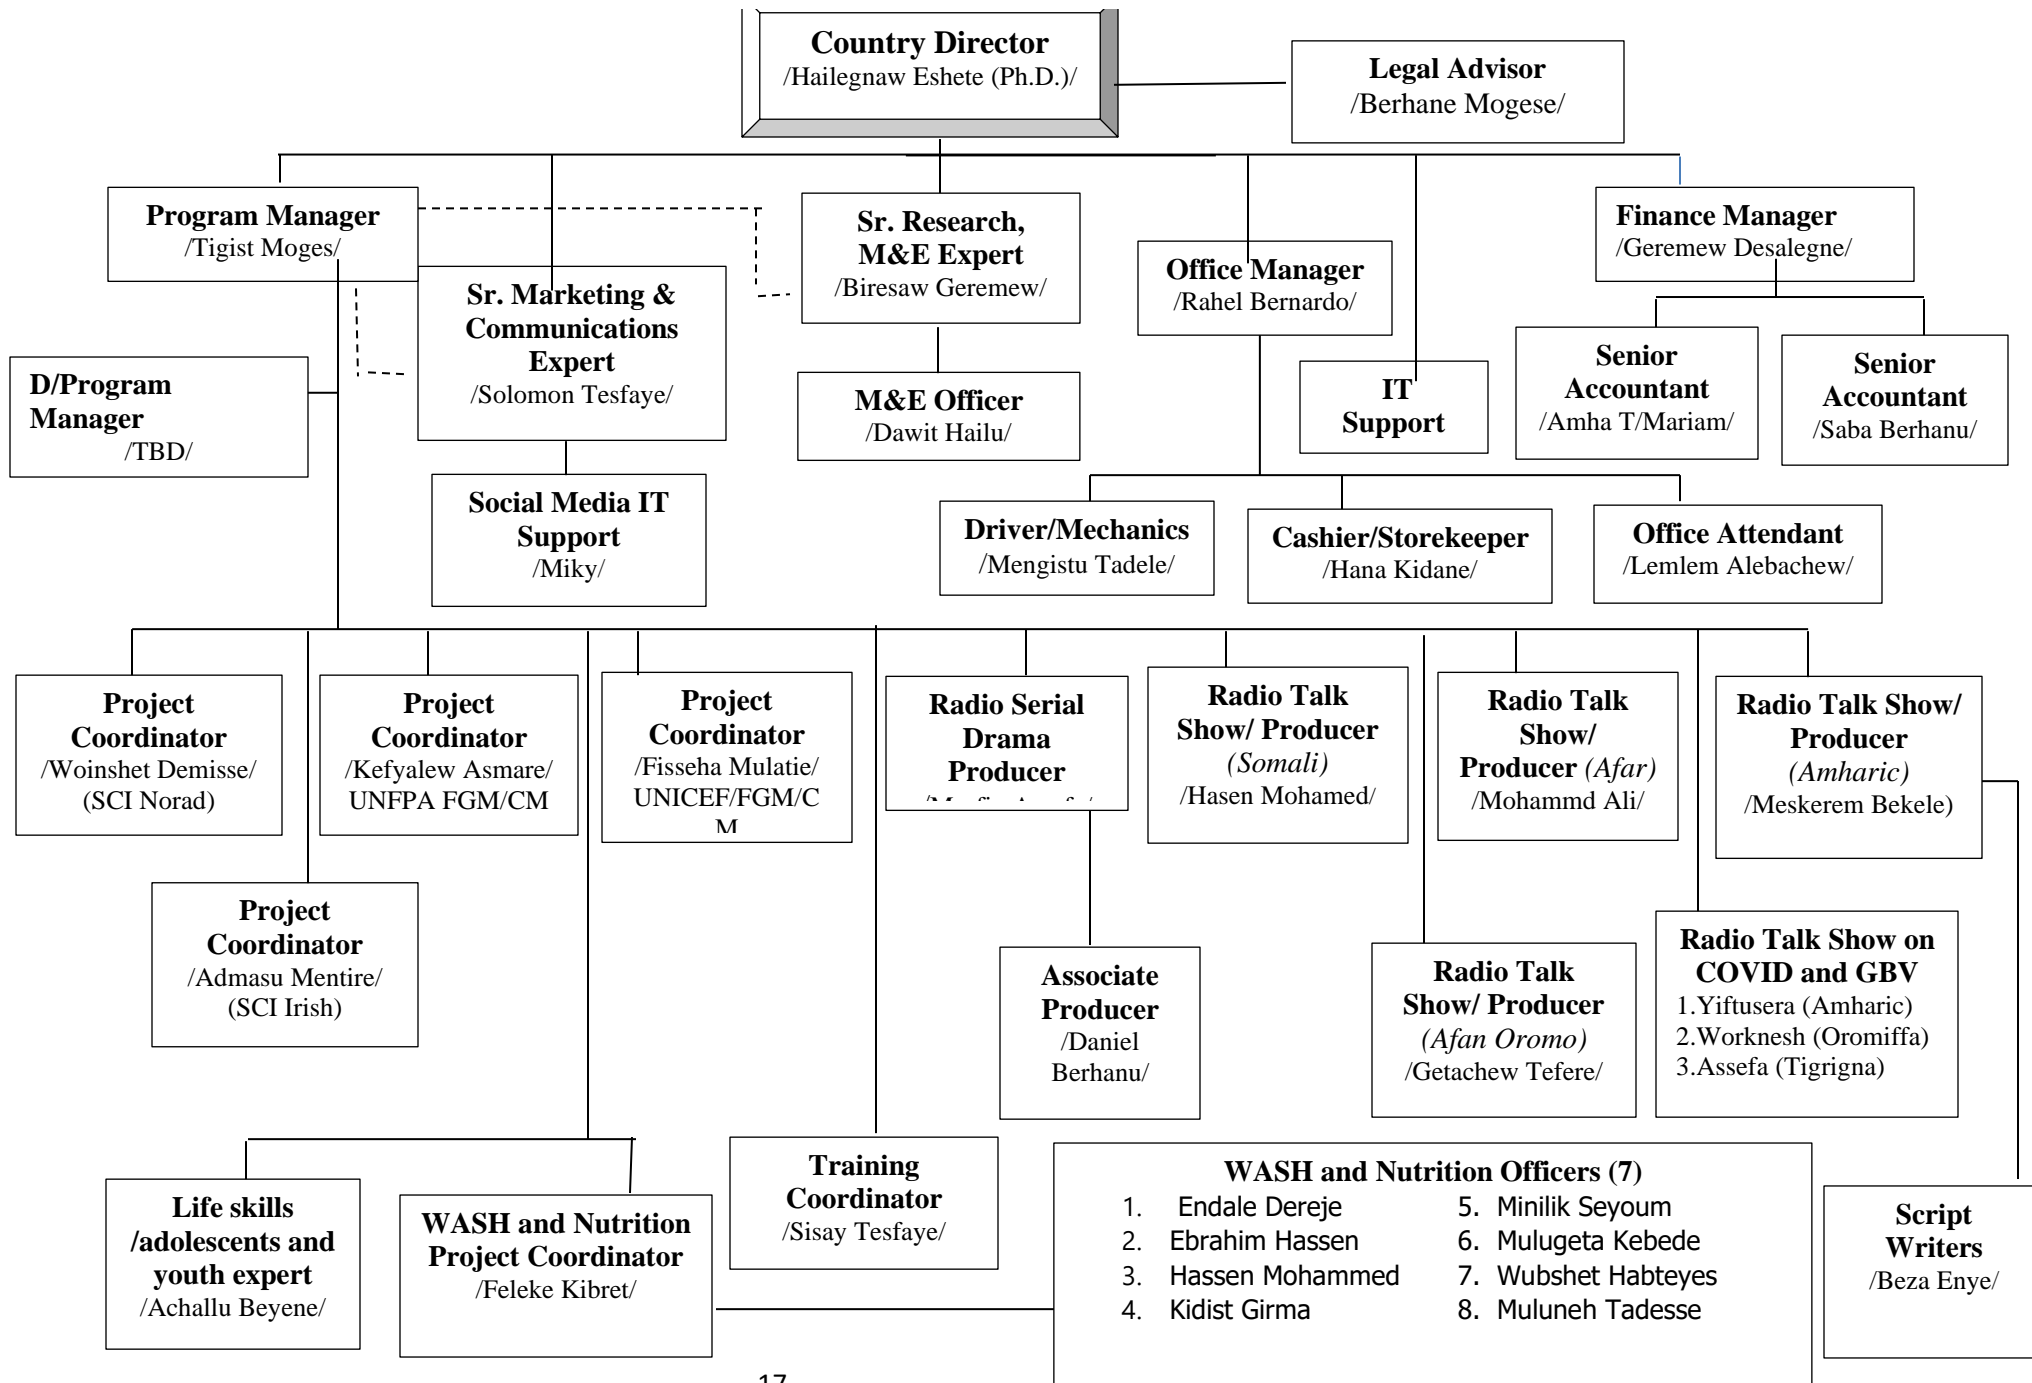 Country Director
/Hailegnaw Eshete (Ph.D.)/
Legal Advisor
/Berhane Mogese/
Program Manager
/Tigist Moges/
Sr. Marketing &
Communications
Expert
/Solomon Tesfaye/
Sr. Research,
M&E Expert
/Biresaw Geremew/
Office Manager
/Rahel Bernardo/
Finance Manager
/Geremew Desalegne/
D/Program
Manager
/TBD/
M&E Officer
/Dawit Hailu/
IT
Support
Senior
Accountant
/Amha T/Mariam/
Senior
Accountant
/Saba Berhanu/
Social Media IT
Support
/Miky/
Driver/Mechanics
/Mengistu Tadele/
Cashier/Storekeeper
/Hana Kidane/
Office Attendant
/Lemlem Alebachew/
Project
Coordinator
/Woinshet Demisse/
(SCI Norad)
Project
Coordinator
/Kefyalew Asmare/
UNFPA FGM/CM
Project
Coordinator
/Fisseha Mulatie/
UNICEF/FGM/C
M
Radio Serial
Drama
Producer
Radio Talk
Show/ Producer
(Somali)
/Hasen Mohamed/
Radio Talk
Show/
Producer (Afar)
/Mohammd Ali/
Radio Talk Show/
Producer
(Amharic)
/Meskerem Bekele)
Project
Coordinator
/Admasu Mentire/
(SCI Irish)
Associate
Producer
/Daniel
Berhanu/
Radio Talk
Show/ Producer
(Afan Oromo)
/Getachew Tefere/
Radio Talk Show on
COVID and GBV
1.Yiftusera (Amharic)
2.Worknesh (Oromiffa)
3.Assefa (Tigrigna)
Life skills
/adolescents and
youth expert
/Achallu Beyene/
WASH and Nutrition
Project Coordinator
/Feleke Kibret/
Training
Coordinator
/Sisay Tesfaye/
WASH and Nutrition Officers (7)
1. Endale Dereje
2. Ebrahim Hassen
3. Hassen Mohammed
4. Kidist Girma
5. Minilik Seyoum
6. Mulugeta Kebede
7. Wubshet Habteyes
8. Muluneh Tadesse
Script
Writers
/Beza Enye/
17